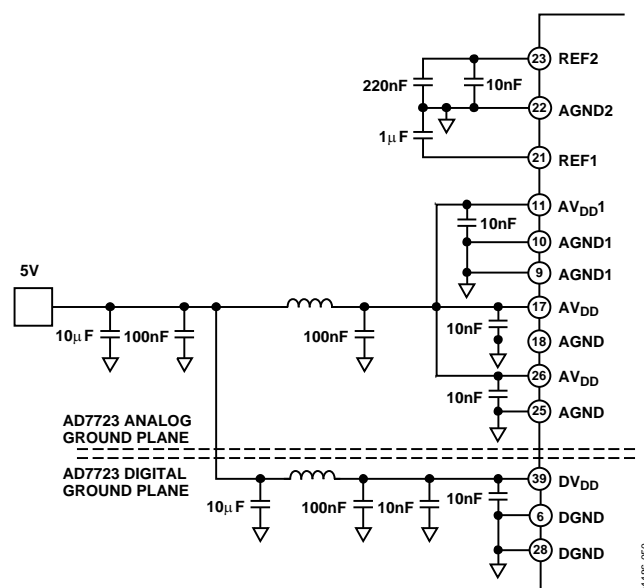 23 REF2
220nF 10nF
22 AGND2
1μF
21 REF1
11 AVDD1
10nF
10 AGND1
9 AGND1
5V
17 AVDD
10μF 100nF 100nF 10nF
18 AGND
26 AVDD
10nF
25 AGND
AD7723 ANALOG
GROUND PLANE
AD7723 DIGITAL
GROUND PLANE
39 DVDD
10μF 100nF 10nF 10nF
6 DGND
28 DGND